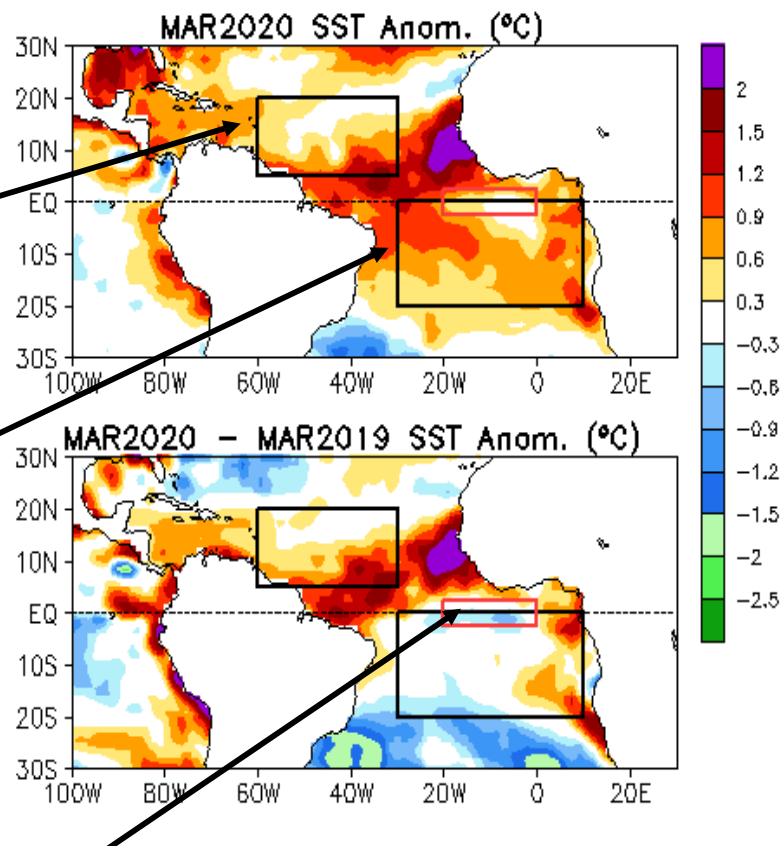 MAR2020 SST Anom. (ºC)
30N
20N
10N
EQ
10S
20S
30S
100W 80W 60W 40W 20W 0 20E
2
1.5
1.2
0.9
0.6
0.3
-0.3
-0.6
-0.9
-1.2
-1.5
-2
-2.5
MAR2020 - MAR2019 SST Anom. (ºC)
30N
20N
10N
EQ
10S
20S
30S
100W 80W 60W 40W 20W 0 20E